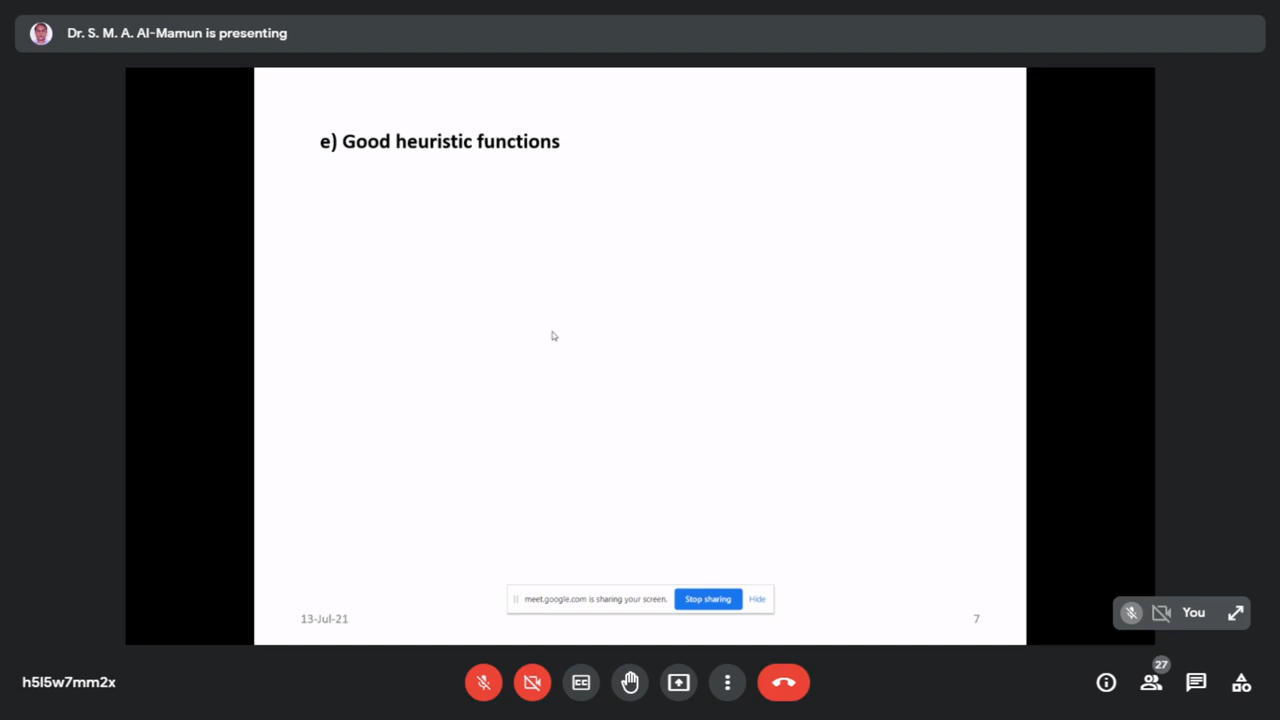 Dr. S. M. A. Al-Mamun is presenting
e) Good heuristic functions
meet.google.com is sharing your screen. Stop sharing Hide
13-Jul-21 7
You
h5l5w7mm2x
27